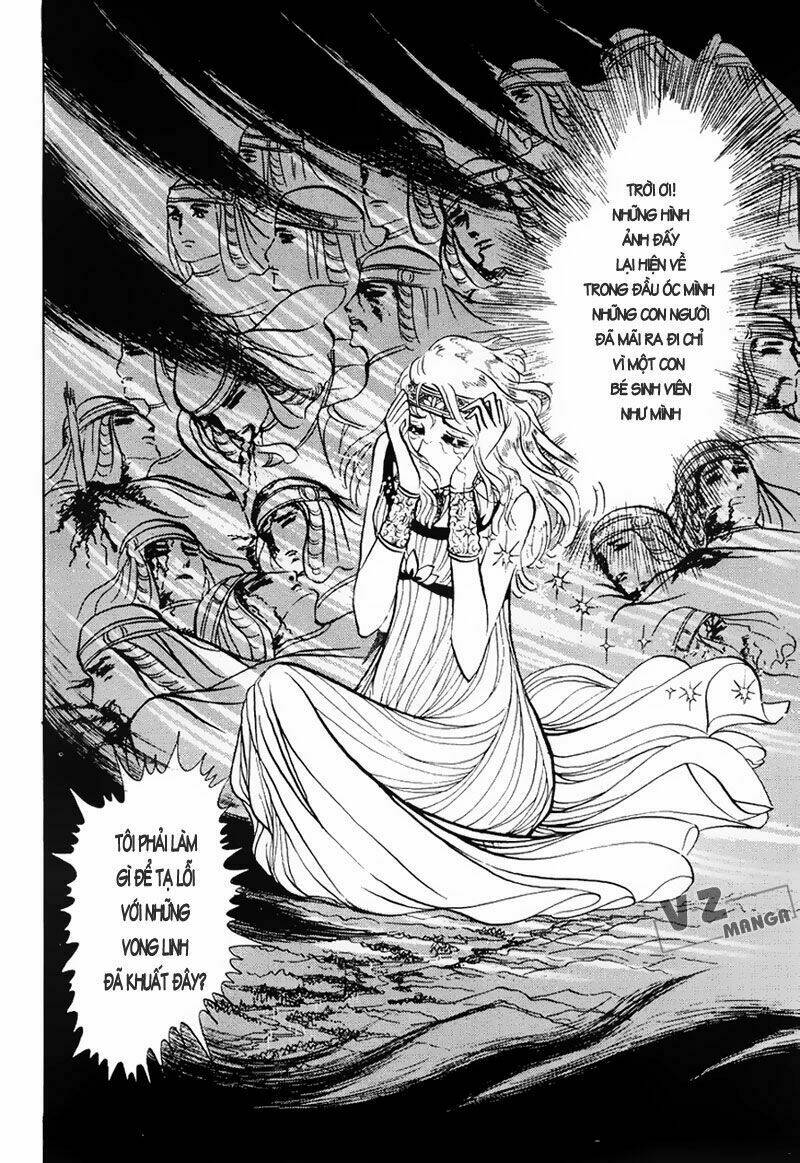 TRỜI ƠI!
NHỮNG HÌNH
ẢNH ĐẤY
LẠI HIỆN VỀ
TRONG ĐẦU ÓC MÌNH
NHỮNG CON NGƯỜI
ĐÃ MÃI RA ĐI CHỈ
VÌ MỘT CON
BÉ SINH VIÊN
NHƯ MÌNH
TÔI PHẢI LÀM
GÌ ĐỂ TẠ LỖI
VỚI NHỮNG
VONG LINH
ĐÃ KHUẤT ĐÂY?
VZ
MANGA